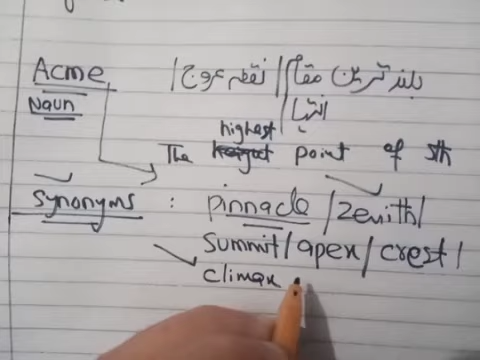 Acme, / نقطہ عروج / بلند ترین مقام
Noun
انتہا
highest
The point of sth
Synonyms : pinnacle / zenith /
summit / apex / crest /
climax